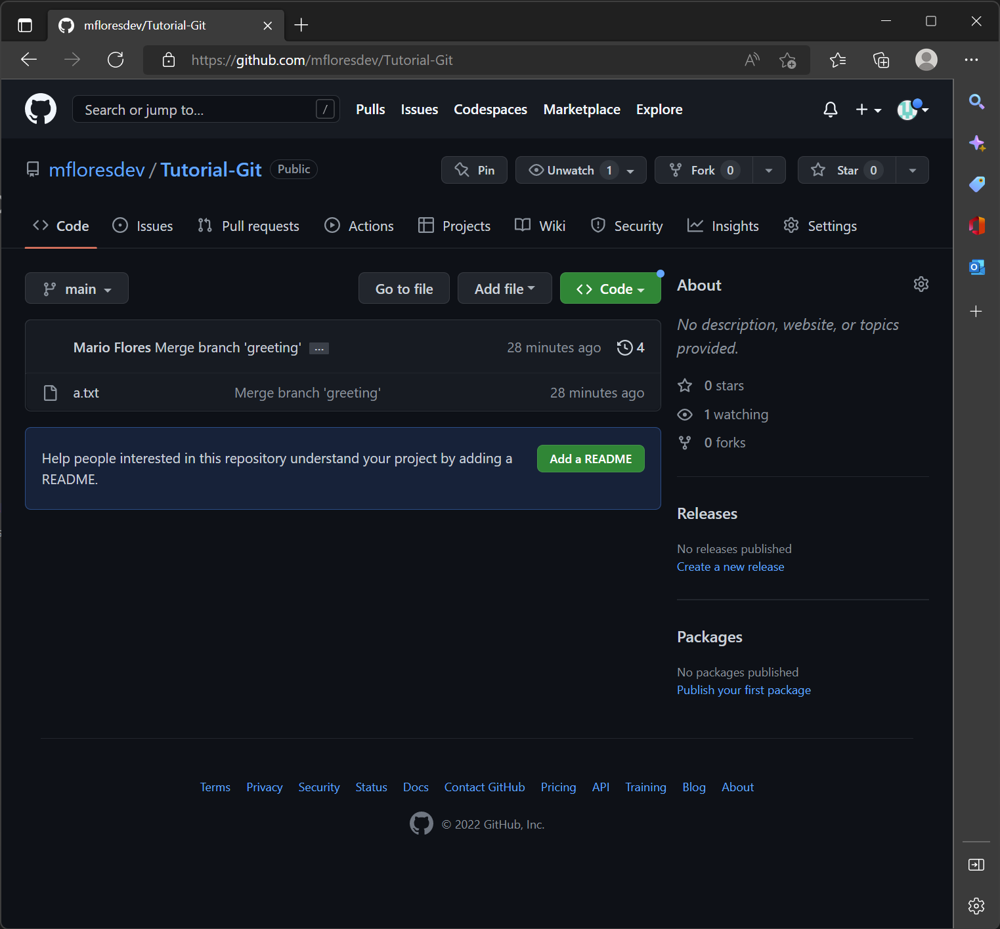 mfloresdev/Tutorial-Git
https://github.com/mfloresdev/Tutorial-Git
Search or jump to... /
Pulls Issues Codespaces Marketplace Explore
mfloresdev / Tutorial-Git Public
Pin Unwatch 1 Fork 0 Star 0
Code Issues Pull requests Actions Projects Wiki Security Insights Settings
main Go to file Add file Code
Mario Flores Merge branch 'greeting' ... 28 minutes ago 4
a.txt Merge branch 'greeting' 28 minutes ago
Help people interested in this repository understand your project by adding a
README.
Add a README
About
No description, website, or topics
provided.
0 stars
1 watching
0 forks
Releases
No releases published
Create a new release
Packages
No packages published
Publish your first package
Terms Privacy Security Status Docs Contact GitHub Pricing API Training Blog About
© 2022 GitHub, Inc.